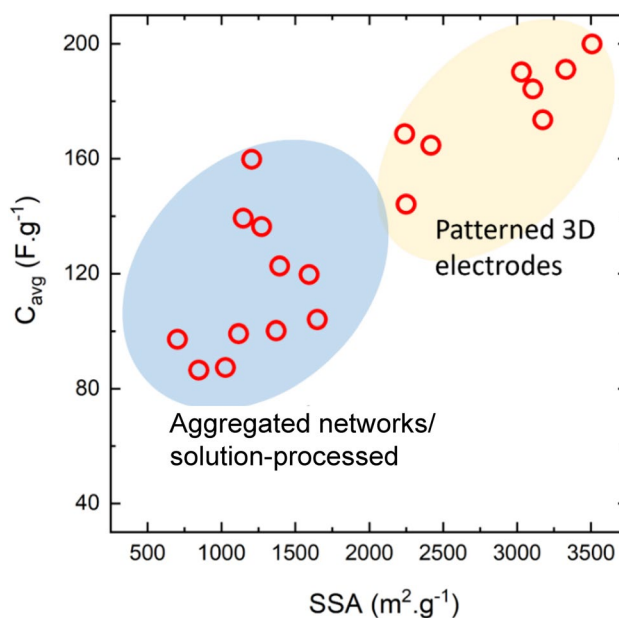 200
160
120
80
40
C_avg (F.g⁻¹)
Patterned 3D
electrodes
Aggregated networks/
solution-processed
500 1000 1500 2000 2500 3000 3500
SSA (m².g⁻¹)